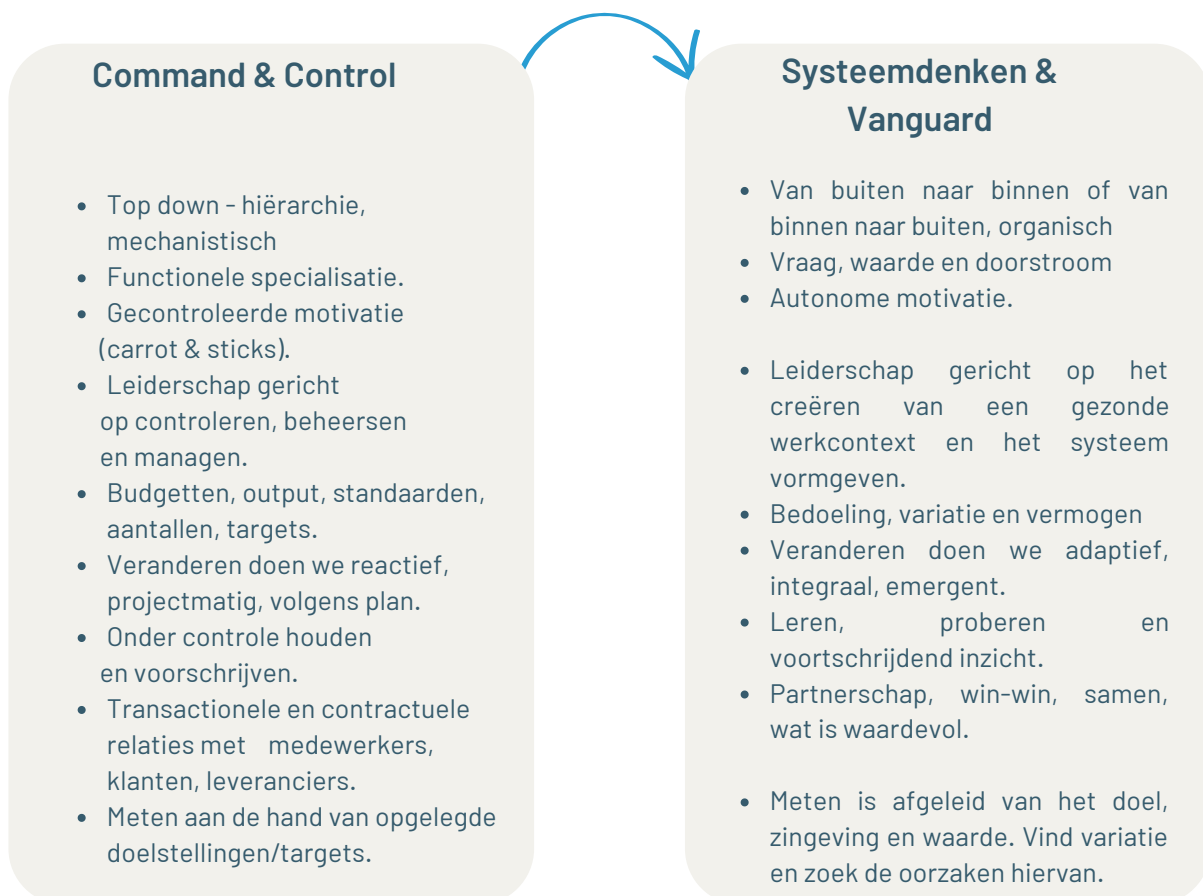 Command & Control
• Top down - hiërarchie,
mechanistisch
• Functionele specialisatie.
• Gecontroleerde motivatie
(carrot & sticks).
• Leiderschap gericht
op controleren, beheersen
en managen.
• Budgetten, output, standaarden,
aantallen, targets.
• Veranderen doen we reactief,
projectmatig, volgens plan.
• Onder controle houden
en voorschrijven.
• Transactionele en contractuele
relaties met medewerkers,
klanten, leveranciers.
• Meten aan de hand van opgelegde
doelstellingen/targets.
Systeemdenken &
Vanguard
• Van buiten naar binnen of van
binnen naar buiten, organisch
• Vraag, waarde en doorstroom
• Autonome motivatie.
• Leiderschap gericht op het
creëren van een gezonde
werkcontext en het systeem
vormgeven.
• Bedoeling, variatie en vermogen
• Veranderen doen we adaptief,
integraal, emergent.
• Leren, proberen en
voortschrijdend inzicht.
• Partnerschap, win-win, samen,
wat is waardevol.
• Meten is afgeleid van het doel,
zingeving en waarde. Vind variatie
en zoek de oorzaken hiervan.